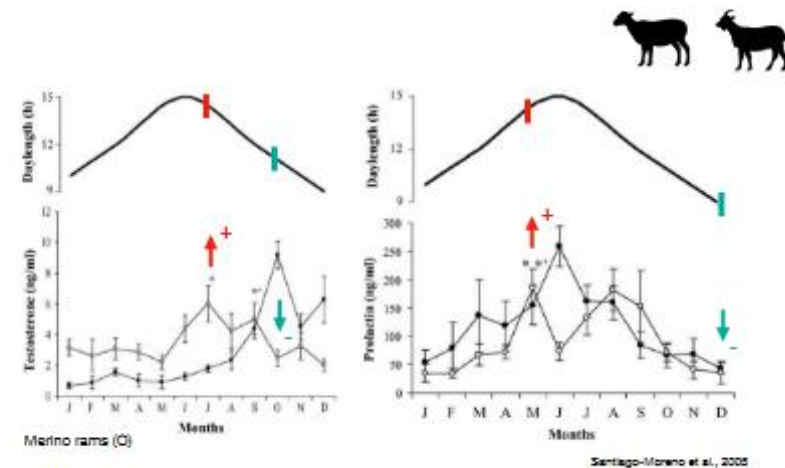 15
12
9
Daylength (h)
12
10
8
6
4
2
0
Testosterone (ng/ml)
+
*
**
-
J F M A M J J A S O N D
Months
Merino rams (O)
15
12
9
Daylength (h)
300
250
200
150
100
50
0
Prolactin (ng/ml)
+
-
J F M A M J J A S O N D
Months
Santiago-Moreno et al., 2005